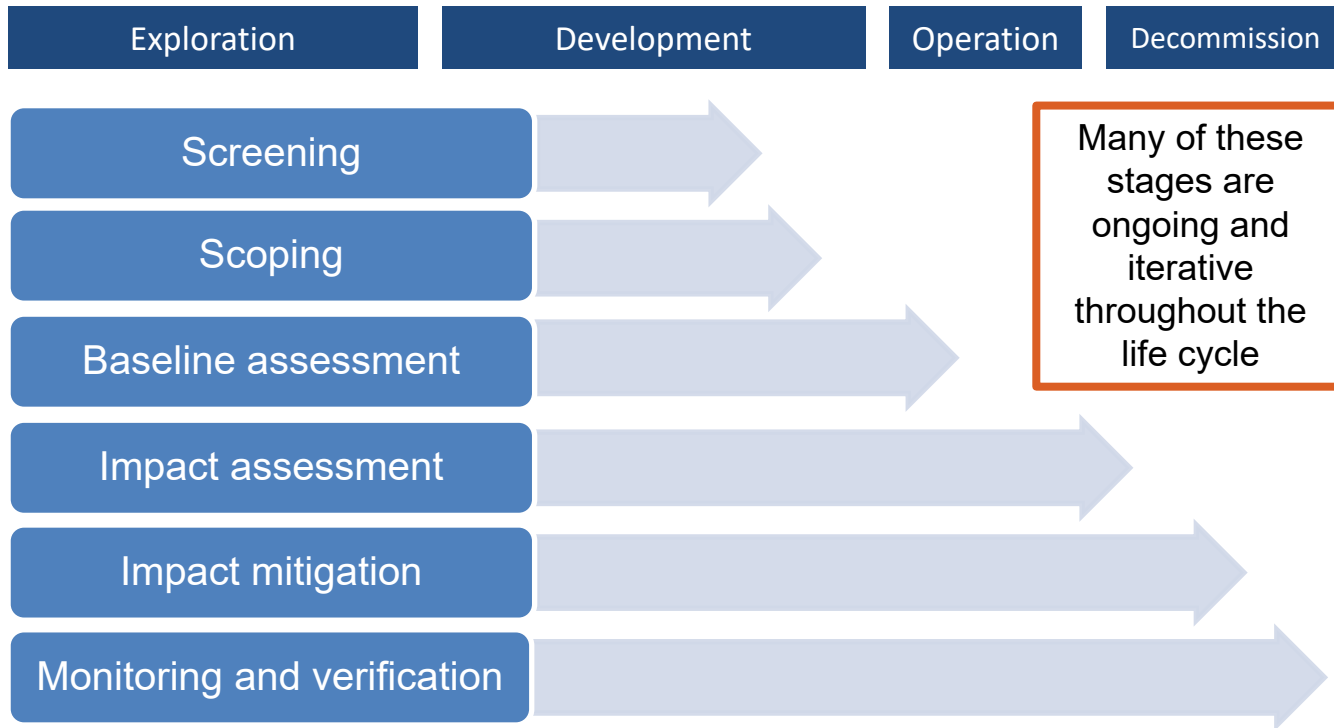 Exploration
Development
Operation
Decommission
Screening
Scoping
Baseline assessment
Impact assessment
Impact mitigation
Monitoring and verification
Many of these
stages are
ongoing and
iterative
throughout the
life cycle